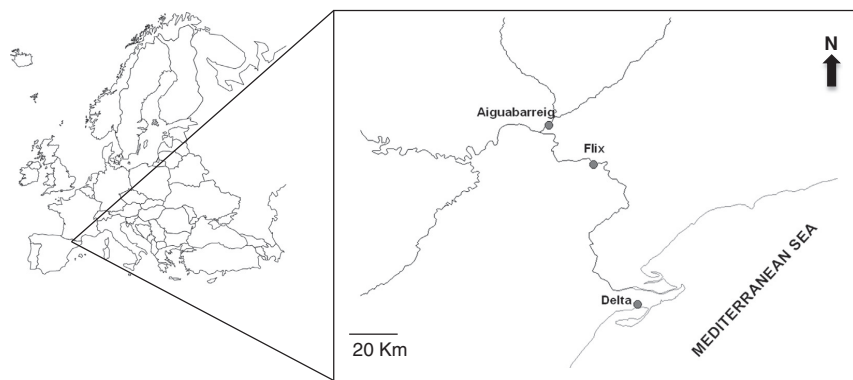 N
Aiguabarreig
Flix
Delta
MEDITERRANEAN SEA
20 Km